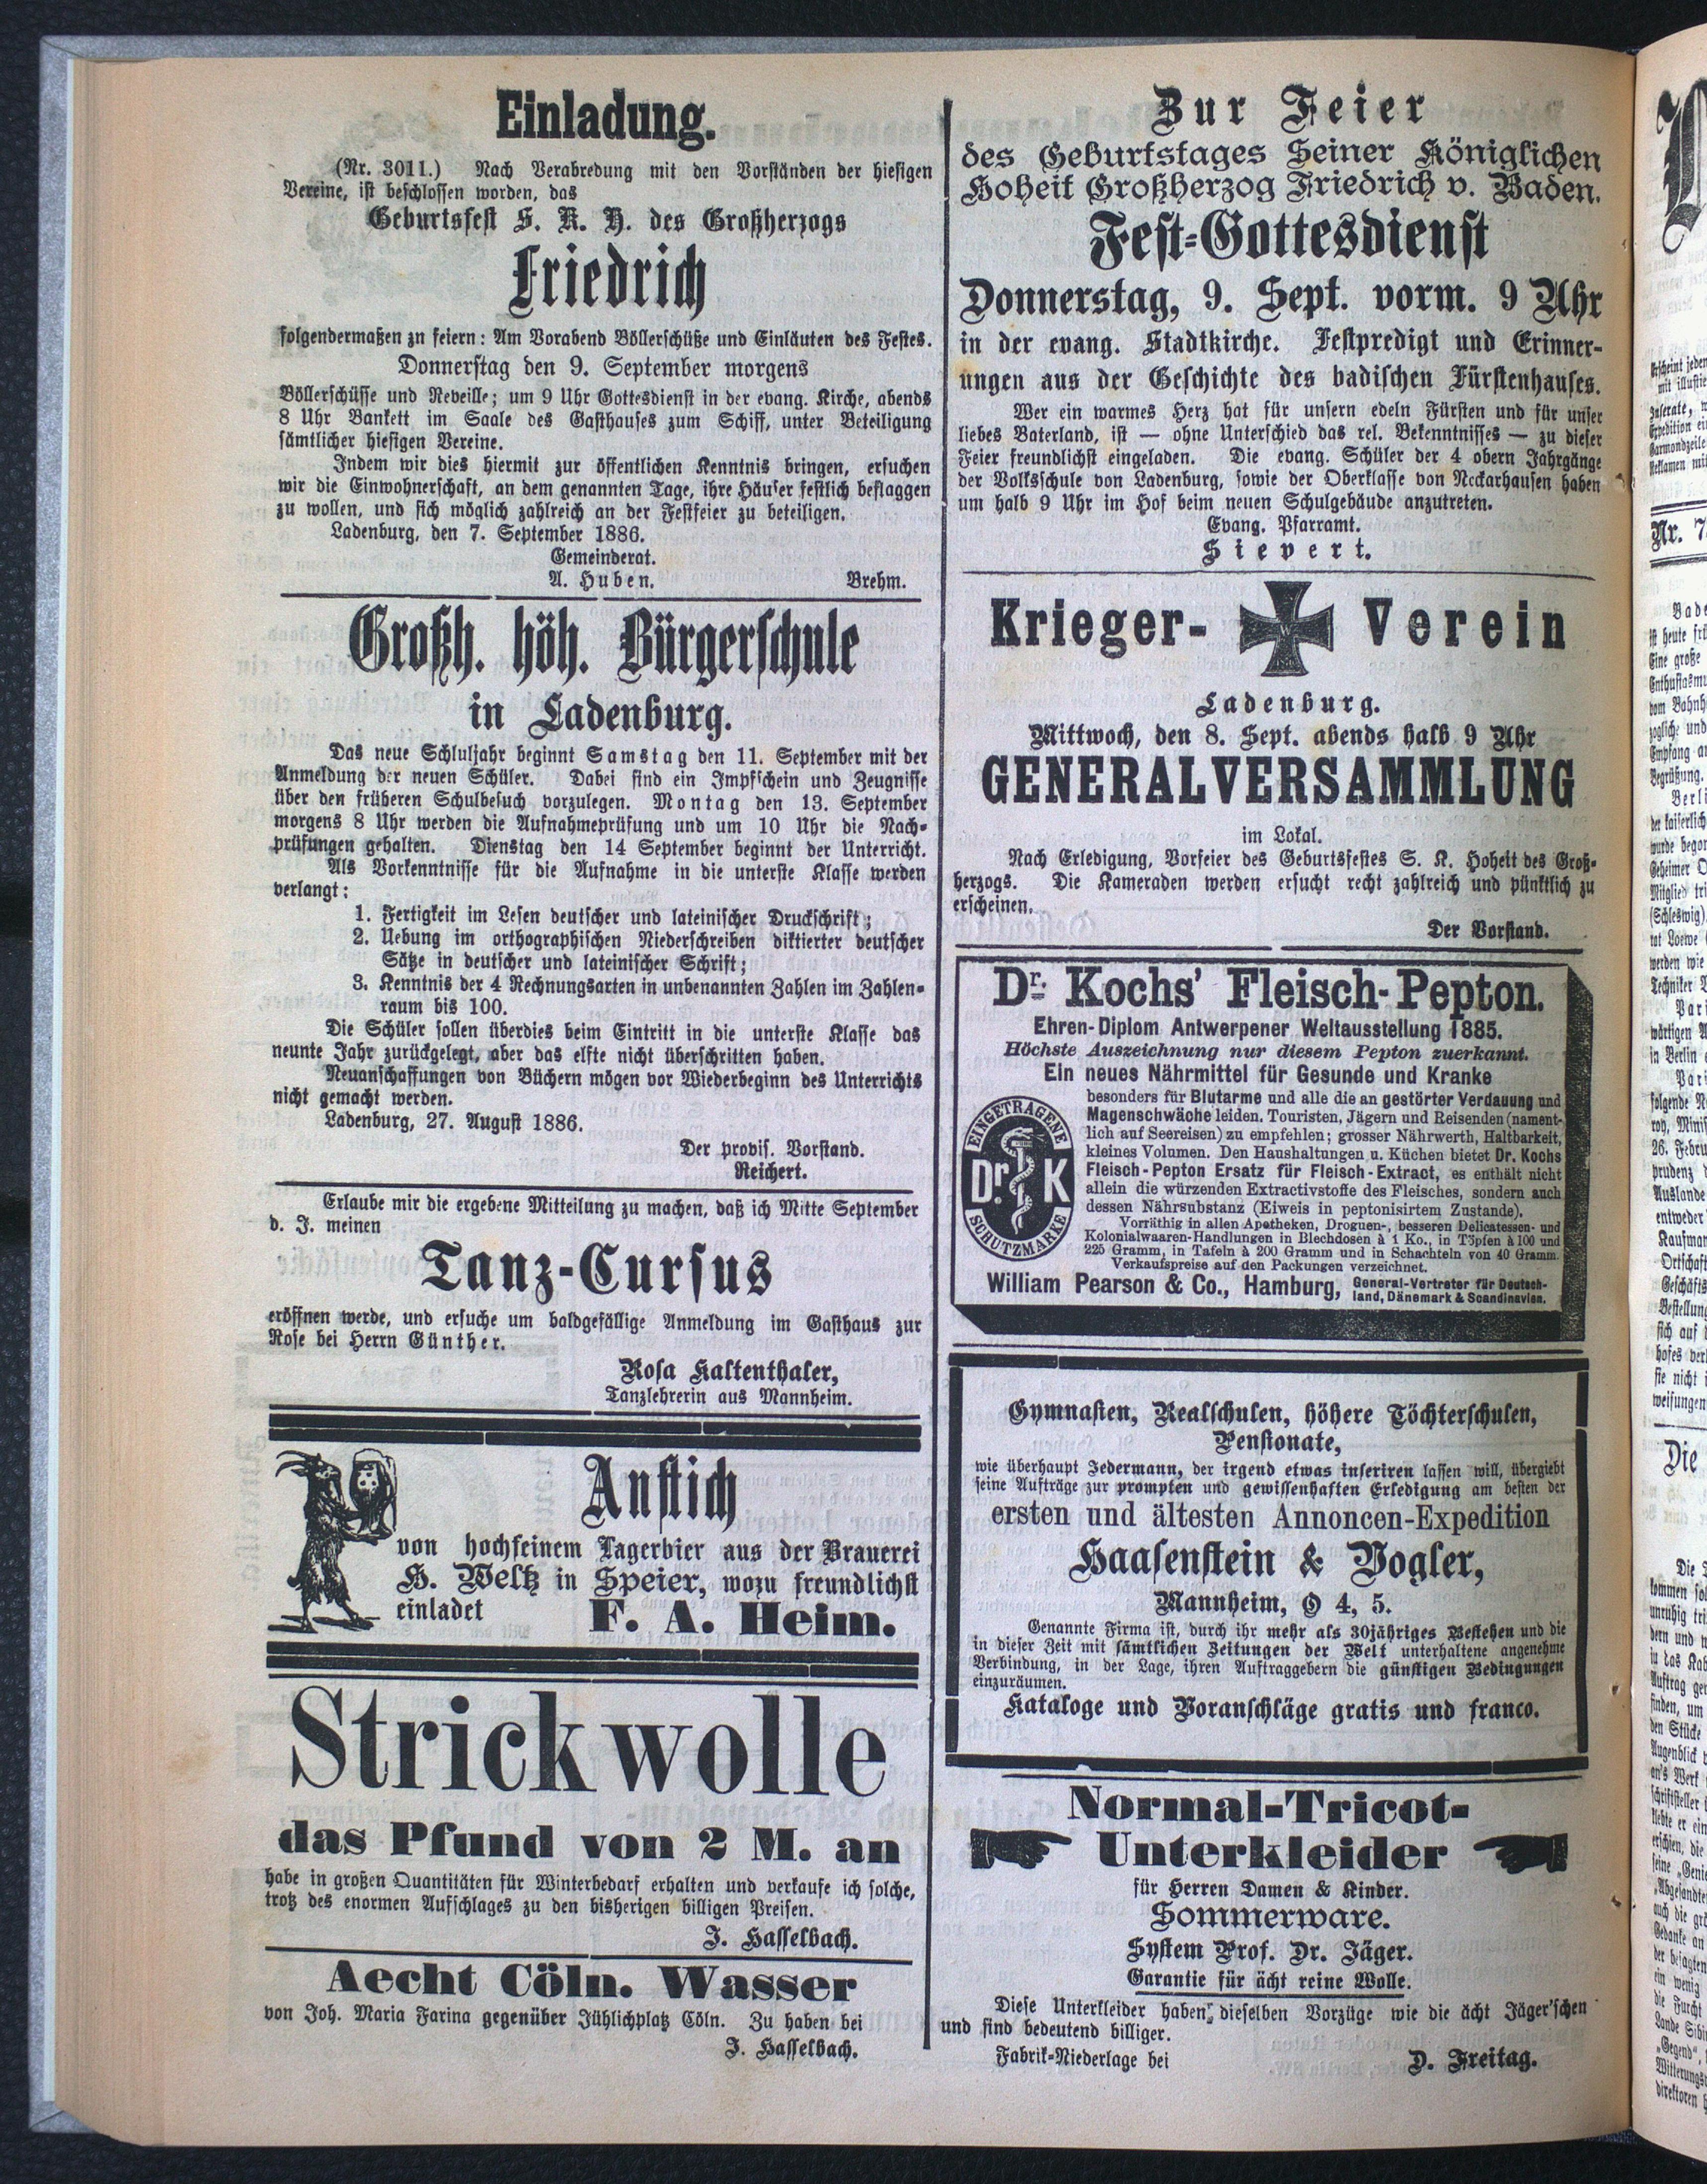 Einladung.
(Nr. 3011.) Nach Verabredung mit den Vorständen der hiesigen
Vereine, ist beschlossen worden, das
Geburtsfest S. K. H. des Großherzogs
Friedrich
folgendermaßen zu feiern: Am Vorabend Böllerschüße und Einläuten des Festes.
Donnerstag den 9. September morgens
Böllerschüsse und Reveille; um 9 Uhr Gottesdienst in der evang. Kirche, abends
8 Uhr Bankett im Saale des Gasthauses zum Schiff, unter Beteiligung
sämtlicher hiesigen Vereine.
Indem wir dies hiermit zur öffentlichen Kenntnis bringen, ersuchen
wir die Einwohnerschaft, an dem genannten Tage, ihre Häuser festlich beflaggen
zu wollen, und sich möglich zahlreich an der Festfeier zu beteiligen.
Ladenburg, den 7. September 1886.
Gemeinderat.
A. Huben. Brehm.
Großh. höh. Bürgerschule
in Ladenburg.
Das neue Schluljahr beginnt Samstag den 11. September mit der
Anmeldung der neuen Schüler. Dabei sind ein Impfschein und Zeugnisse
über den früheren Schulbesuch vorzulegen. Montag den 13. September
morgens 8 Uhr werden die Aufnahmeprüfung und um 10 Uhr die Nach-
prüfungen gehalten. Dienstag den 14 September beginnt der Unterricht.
Als Vorkenntnisse für die Aufnahme in die unterste Klasse werden
verlangt:
1. Fertigkeit im Lesen deutscher und lateinischer Druckschrift;
2. Uebung im orthographischen Niederschreiben diktierter deutscher
Sätze in deutscher und lateinischer Schrift;
3. Kenntnis der 4 Rechnungsarten in unbenannten Zahlen im Zahlen-
raum bis 100.
Die Schüler sollen überdies beim Eintritt in die unterste Klasse das
neunte Jahr zurückgelegt, aber das elfte nicht überschritten haben.
Neuanschaffungen von Büchern mögen vor Wiederbeginn des Unterrichts
nicht gemacht werden.
Ladenburg, 27. August 1886.
Der provis. Vorstand.
Reichert.
Erlaube mir die ergebene Mitteilung zu machen, daß ich Mitte September
d. J. meinen
Tanz-Cursus
eröffnen werde, und ersuche um baldgefällige Anmeldung im Gasthaus zur
Rose bei Herrn Günther.
Rosa Kaltenthaler,
Tanzlehrerin aus Mannheim.
Anstich
von hochfeinem Lagerbier aus der Brauerei
H. Weltz in Speier, wozu freundlichst
einladet F. A. Heim.
Strickwolle
das Pfund von 2 M. an
habe in großen Quantitäten für Winterbedarf erhalten und verkaufe ich solche,
trotz des enormen Aufschlages zu den bisherigen billigen Preisen.
J. Hasselbach.
Aecht Cöln. Wasser
von Joh. Maria Farina gegenüber Jühlichplatz Cöln. Zu haben bei
J. Hasselbach.
Zur Feier
des Geburtstages Seiner Königlichen
Hoheit Großherzog Friedrich v. Baden.
Fest-Gottesdienst
Donnerstag, 9. Sept. vorm. 9 Uhr
in der evang. Stadtkirche. Festpredigt und Erinner-
ungen aus der Geschichte des badischen Fürstenhauses.
Wer ein warmes Herz hat für unsern edeln Fürsten und für unser
liebes Vaterland, ist — ohne Unterschied das rel. Bekenntnisses — zu dieser
Feier freundlichst eingeladen. Die evang. Schüler der 4 obern Jahrgänge
der Volksschule von Ladenburg, sowie der Oberklasse von Neckarhausen haben
um halb 9 Uhr im Hof beim neuen Schulgebäude anzutreten.
Evang. Pfarramt.
Sievert.
Krieger- Verein
Ladenburg.
Mittwoch, den 8. Sept. abends halb 9 Uhr
GENERALVERSAMMLUNG
im Lokal.
Nach Erledigung, Vorfeier des Geburtsfestes S. K. Hoheit des Groß-
herzogs. Die Kameraden werden ersucht recht zahlreich und pünktlich zu
erscheinen.
Der Vorstand.
Dr. Kochs' Fleisch-Pepton.
Ehren-Diplom Antwerpener Weltausstellung 1885.
Höchste Auszeichnung nur diesem Pepton zuerkannt.
Ein neues Nährmittel für Gesunde und Kranke
EINGETRAGENE
Dr. K
SCHUTZMARKE
besonders für Blutarme und alle die an gestörter Verdauung und
Magenschwäche leiden. Touristen, Jägern und Reisenden (nament-
lich auf Seereisen) zu empfehlen; grosser Nährwerth, Haltbarkeit,
kleines Volumen. Den Haushaltungen u. Küchen bietet Dr. Kochs
Fleisch-Pepton Ersatz für Fleisch-Extract, es enthält nicht
allein die würzenden Extractivstoffe des Fleisches, sondern auch
dessen Nährsubstanz (Eiweis in peptonisirtem Zustande).
Vorräthig in allen Apotheken, Droguen-, besseren Delicatessen- und
Kolonialwaaren-Handlungen in Blechdosen à 1 Ko., in Töpfen à 100 und
225 Gramm, in Tafeln à 200 Gramm und in Schachteln von 40 Gramm.
Verkaufspreise auf den Packungen verzeichnet.
William Pearson & Co., Hamburg, General-Vertreter für Deutsch-
land, Dänemark & Scandinavien.
Gymnasien, Realschulen, höhere Töchterschulen,
Pensionate,
wie überhaupt Jedermann, der irgend etwas inseriren lassen will, übergiebt
seine Aufträge zur prompten und gewissenhaften Erledigung am besten der
ersten und ältesten Annoncen-Expedition
Haasenstein & Vogler,
Mannheim, O 4, 5.
Genannte Firma ist, durch ihr mehr als 30jähriges Bestehen und die
in dieser Zeit mit sämtlichen Zeitungen der Welt unterhaltene angenehme
Verbindung, in der Lage, ihren Auftraggebern die günstigen Bedingungen
einzuräumen.
Kataloge und Voranschläge gratis und franco.
Normal-Tricot-
Unterkleider
für Herren Damen & Kinder.
Sommerware.
System Prof. Dr. Jäger.
Garantie für ächt reine Wolle.
Diese Unterkleider haben dieselben Vorzüge wie die ächt Jäger'schen
und sind bedeutend billiger.
Fabrik-Niederlage bei D. Freitag.